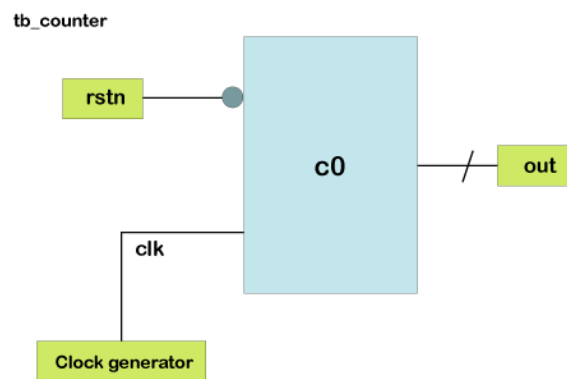 tb_counter
rstn
c0
out
clk
Clock generator